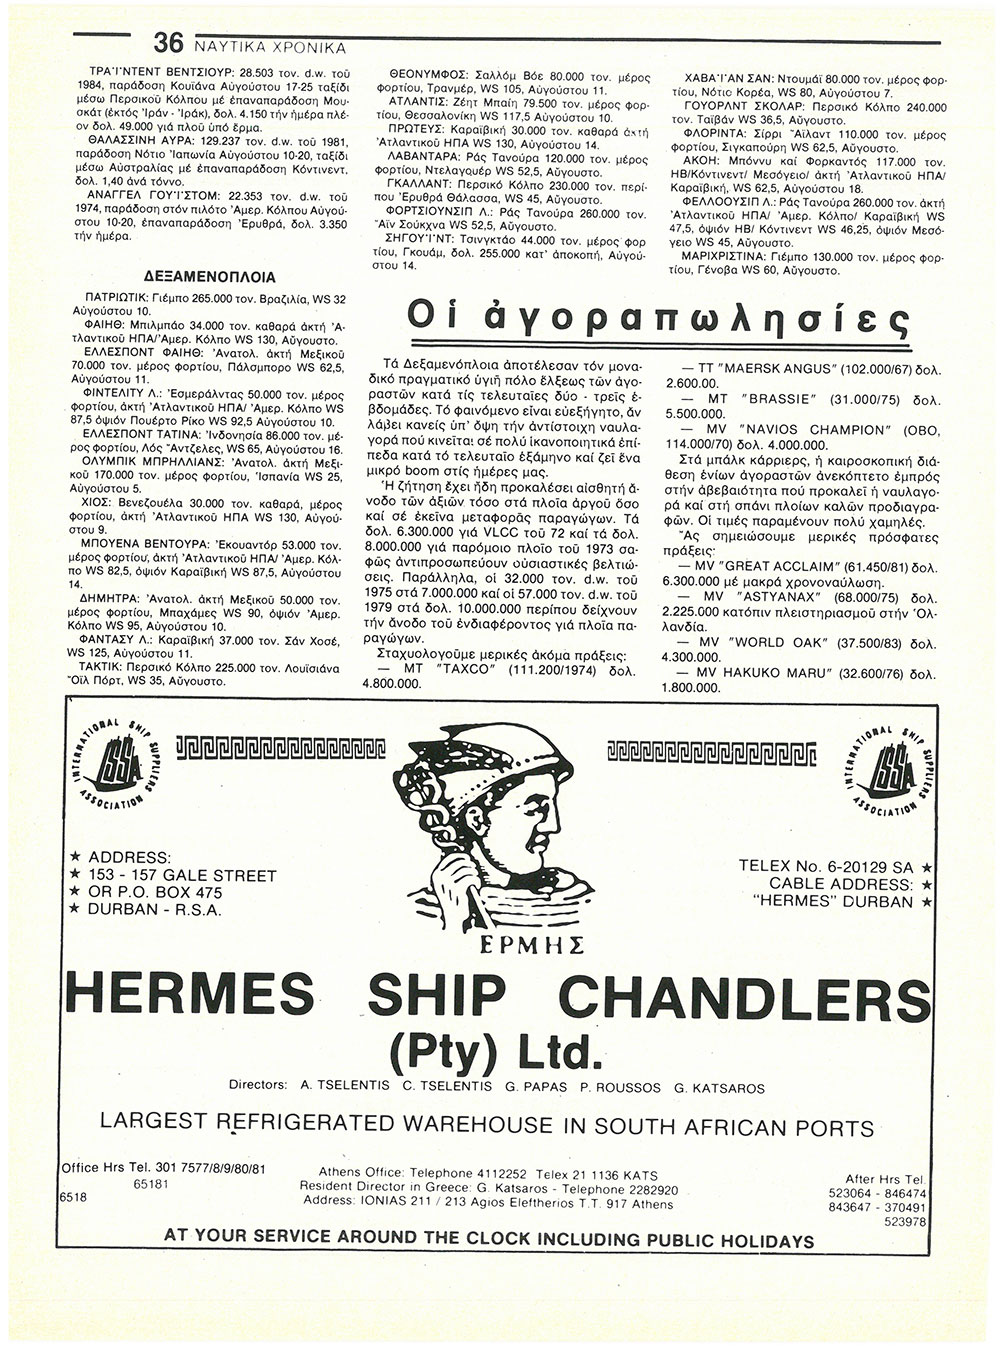 36 ΝΑΥΤΙΚΑ ΧΡΟΝΙΚΑ
ΤΡΑ'Ι'ΝΤΕΝΤ ΒΕΝΤΣΙΟΥΡ: 28.503 τον. d.w. τοῦ
1984, παράδοση Κουϊάνα Αὐγούστου 17-25 ταξίδι
μέσω Περσικοῦ Κόλπου μέ ἐπαναπαράδοση Μου-
σκάτ (ἐκτός 'Ιράν - 'Ιράκ), δολ. 4.150 τήν ἡμέρα πλέ-
ον δολ. 49.000 γιά πλοῦ ὑπό ἕρμα.
ΘΑΛΑΣΣΙΝΗ ΑΥΡΑ: 129.237 τον. d.w. τοῦ 1981,
παράδοση Νότιο 'Ιαπωνία Αὐγούστου 10-20, ταξίδι
μέσω Αὐστραλίας μέ ἐπαναπαράδοση Κόντινεντ,
δολ. 1,40 ἀνά τόννο.
ΑΝΑΓΓΕΛ ΓΟΥ'Ι'ΣΤΟΜ: 22.353 τον. d.w. τοῦ
1974, παράδοση στόν πιλότο 'Αμερ. Κόλπου Αὐγού-
στου 10-20, ἐπαναπαράδοση 'Ερυθρά, δολ. 3.350
τήν ἡμέρα.
ΔΕΞΑΜΕΝΟΠΛΟΙΑ
ΠΑΤΡΙΩΤΙΚ: Γιέμπο 265.000 τον. Βραζιλία, WS 32
Αὐγούστου 10.
ΦΑΙΗΘ: Μπιλμπάο 34.000 τον. καθαρά ἀκτή 'Α-
τλαντικοῦ ΗΠΑ/'Αμερ. Κόλπο WS 130, Αὔγουστο.
ΕΛΛΕΣΠΟΝΤ ΦΑΙΗΘ: 'Ανατολ. ἀκτή Μεξικοῦ
70.000 τον. μέρος φορτίου, Πάλσμπορο WS 62,5,
Αὐγούστου 11.
ΦΙΝΤΕΛΙΤΥ Λ.: 'Εσμεράλντας 50.000 τον. μέρος
φορτίου, ἀκτή 'Ατλαντικοῦ ΗΠΑ/ 'Αμερ. Κόλπο WS
87,5 ὀψιόν Πουέρτο Ρίκο WS 92,5 Αὐγούστου 10.
ΕΛΛΕΣΠΟΝΤ ΤΑΤΙΝΑ: 'Ινδονησία 86.000 τον. μέ-
ρος φορτίου, Λός "Αντζελες, WS 65, Αὐγούστου 16.
ΟΛΥΜΠΙΚ ΜΠΡΗΛΛΙΑΝΣ: 'Ανατολ. ἀκτή Μεξι-
κοῦ 170.000 τον. μέρος φορτίου, 'Ισπανία WS 25,
Αὐγούστου 5.
ΧΙΟΣ: Βενεζουέλα 30.000 τον. καθαρά, μέρος
φορτίου, ἀκτή 'Ατλαντικοῦ ΗΠΑ WS 130, Αὐγού-
στου 9.
ΜΠΟΥΕΝΑ ΒΕΝΤΟΥΡΑ: 'Εκουαντόρ 53.000 τον.
μέρος φορτίου, ἀκτή 'Ατλαντικοῦ ΗΠΑ/ 'Αμερ. Κόλ-
πο WS 82,5, ὀψιόν Καραϊβική WS 87,5, Αὐγούστου
14.
ΔΗΜΗΤΡΑ: 'Ανατολ. ἀκτή Μεξικοῦ 50.000 τον.
μέρος φορτίου, Μπαχάμες WS 90, ὀψιόν 'Αμερ.
Κόλπο WS 95, Αὐγούστου 10.
ΦΑΝΤΑΣΥ Λ.: Καραϊβική 37.000 τον. Σάν Χοσέ,
WS 125, Αὐγούστου 11.
ΤΑΚΤΙΚ: Περσικό Κόλπο 225.000 τον. Λουϊσιάνα
"Οϊλ Πόρτ, WS 35, Αὔγουστο.
ΘΕΟΝΥΜΦΟΣ: Σαλλόμ Βόε 80.000 τον. μέρος
φορτίου, Τρανμέρ, WS 105, Αὐγούστου 11.
ΑΤΛΑΝΤΙΣ: Ζέητ Μπαίη 79.500 τον. μέρος φορ-
τίου, Θεσσαλονίκη WS 117,5 Αὐγούστου 10.
ΠΡΩΤΕΥΣ: Καραϊβική 30.000 τον. καθαρά ἀκτή
'Ατλαντικοῦ ΗΠΑ WS 130, Αὐγούστου 14.
ΛΑΒΑΝΤΑΡΑ: Ράς Τανούρα 120.000 τον. μέρος
φορτίου, Ντελαγουέρ WS 52,5, Αὔγουστο.
ΓΚΑΛΛΑΝΤ: Περσικό Κόλπο 230.000 τον. περί-
που 'Ερυθρά Θάλασσα, WS 45, Αὔγουστο.
ΦΟΡΤΣΙΟΥΝΣΙΠ Λ.: Ράς Τανούρα 260.000 τον.
"Αϊν Σούκχνα WS 52,5, Αὔγουστο.
ΣΗΓΟΥ'Ι'ΝΤ: Τσινγκτάο 44.000 τον. μέρος φορ
τίου, Γκουάμ, δολ. 255.000 κατ' ἀποκοπή, Αὐγού-
στου 14.
ΧΑΒΑ'Ι'ΑΝ ΣΑΝ: Ντουμάϊ 80.000 τον. μέρος φορ-
τίου, Νότιο Κορέα, WS 80, Αὐγούστου 7.
ΓΟΥΟΡΛΝΤ ΣΚΟΛΑΡ: Περσικό Κόλπο 240.000
τον. Ταϊβάν WS 36,5, Αὔγουστο.
ΦΛΟΡΙΝΤΑ: Σίρρι "Αϊλαντ 110.000 τον. μέρος
φορτίου, Σιγκαπούρη WS 62,5, Αὔγουστο.
ΑΚΟΗ: Μπόννυ καί Φορκαντός 117.000 τον.
ΗΒ/Κόντινεντ/ Μεσόγειο/ ἀκτή 'Ατλαντικοῦ ΗΠΑ/
Καραϊβική, WS 62,5, Αὐγούστου 18.
ΦΕΛΛΟΟΥΣΙΠ Λ.: Ράς Τανούρα 260.000 τον. ἀκτή
'Ατλαντικοῦ ΗΠΑ/ 'Αμερ. Κόλπο/ Καραϊβική WS
47,5, ὀψιόν ΗΒ/ Κόντινεντ WS 46,25, ὀψιόν Μεσό-
γειο WS 45, Αὔγουστο.
ΜΑΡΙΧΡΙΣΤΙΝΑ: Γιέμπο 130.000 τον. μέρος φορ-
τίου, Γένοβα WS 60, Αὔγουστο.
Οἱ ἀγοραπωλησίες
Τά Δεξαμενόπλοια ἀποτέλεσαν τόν μονα-
δικό πραγματικό ὑγιῆ πόλο ἕλξεως τῶν ἀγο-
ραστῶν κατά τίς τελευταῖες δύο - τρεῖς ἑ-
βδομάδες. Τό φαινόμενο εἶναι εὐεξήγητο, ἄν
λάβει κανείς ὑπ' ὄψη τήν ἀντίστοιχη ναυλα-
γορά πού κινεῖται σέ πολύ ἱκανοποιητικά ἐπί-
πεδα κατά τό τελευταῖο ἑξάμηνο καί ζεῖ ἕνα
μικρό boom στίς ἡμέρες μας.
'Η ζήτηση ἔχει ἤδη προκαλέσει αἰσθητή ἄ-
νοδο τῶν ἀξιῶν τόσο στά πλοῖα ἀργοῦ ὅσο
καί σέ ἐκεῖνα μεταφορᾶς παραγώγων. Τά
δολ. 6.300.000 γιά VLCC τοῦ 72 καί τά δολ.
8.000.000 γιά παρόμοιο πλοῖο τοῦ 1973 σα-
φῶς ἀντιπροσωπεύουν οὐσιαστικές βελτιώ-
σεις. Παράλληλα, οἱ 32.000 τον. d.w. τοῦ
1975 στά 7.000.000 καί οἱ 57.000 τον. d.w. τοῦ
1979 στά δολ. 10.000.000 περίπου δείχνουν
τήν ἄνοδο τοῦ ἐνδιαφέροντος γιά πλοῖα πα-
ραγώγων.
Σταχυολογοῦμε μερικές ἀκόμα πράξεις:
— MT "TAXCO" (111.200/1974) δολ.
4.800.000.
— TT "MAERSK ANGUS" (102.000/67) δολ.
2.600.00.
— MT "BRASSIE" (31.000/75) δολ.
5.500.000.
— MV "NAVIOS CHAMPION" (OBO,
114.000/70) δολ. 4.000.000.
Στά μπάλκ κάρριερς, ἡ καιροσκοπική διά-
θεση ἐνίων ἀγοραστῶν ἀνεκόπτετο ἐμπρός
στήν ἀβεβαιότητα πού προκαλεῖ ἡ ναυλαγο-
ρά καί στή σπάνι πλοίων καλῶν προδιαγρα-
φῶν. Οἱ τιμές παραμένουν πολύ χαμηλές.
"Ας σημειώσουμε μερικές πρόσφατες
πράξεις:
— MV "GREAT ACCLAIM" (61.450/81) δολ.
6.300.000 μέ μακρά χρονοναύλωση.
— MV "ASTYANAX" (68.000/75) δολ.
2.225.000 κατόπιν πλειστηριασμοῦ στήν 'Ολ-
λανδία.
— MV "WORLD OAK" (37.500/83) δολ.
4.300.000.
— MV HAKUKO MARU" (32.600/76) δολ.
1.800.000.
INTERNATIONAL SHIP SUPPLIERS ASSOCIATION
ISSA
INTERNATIONAL SHIP SUPPLIERS ASSOCIATION
ISSA
★ ADDRESS:
★ 153 - 157 GALE STREET
★ OR P.O. BOX 475
★ DURBAN - R.S.A.
TELEX No. 6-20129 SA ★
CABLE ADDRESS: ★
"HERMES" DURBAN ★
ΕΡΜΗΣ
HERMES SHIP CHANDLERS
(Pty) Ltd.
Directors: A. TSELENTIS C. TSELENTIS G. PAPAS P. ROUSSOS G. KATSAROS
LARGEST REFRIGERATED WAREHOUSE IN SOUTH AFRICAN PORTS
Office Hrs Tel. 301 7577/8/9/80/81
65181
6518
Athens Office: Telephone 4112252 Telex 21 1136 KATS
Resident Director in Greece: G. Katsaros - Telephone 2282920
Address: IONIAS 211 / 213 Agios Eleftherios T.T. 917 Athens
After Hrs Tel.
523064 - 846474
843647 - 370491
523978
AT YOUR SERVICE AROUND THE CLOCK INCLUDING PUBLIC HOLIDAYS